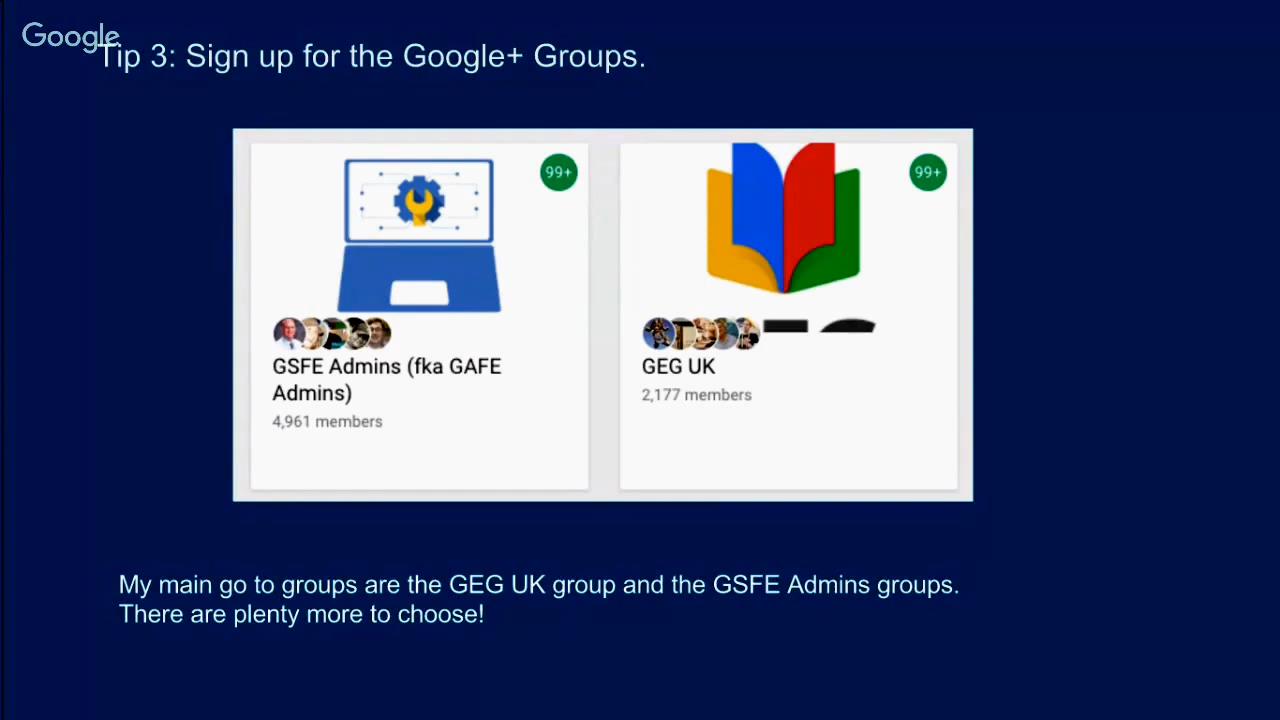 Google
Tip 3: Sign up for the Google+ Groups.
99+
99+
GSFE Admins (fka GAFE
Admins)
4,961 members
GEG UK
2,177 members
My main go to groups are the GEG UK group and the GSFE Admins groups.
There are plenty more to choose!